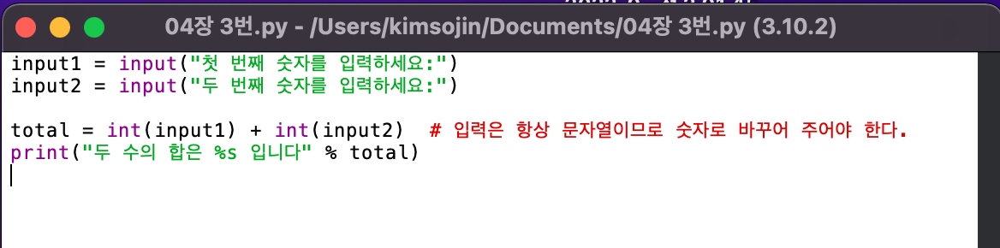 04장 3번.py - /Users/kimsojin/Documents/04장 3번.py (3.10.2)
input1 = input("첫 번째 숫자를 입력하세요:")
input2 = input("두 번째 숫자를 입력하세요:")
total = int(input1) + int(input2)  # 입력은 항상 문자열이므로 숫자로 바꾸어 주어야 한다.
print("두 수의 합은 %s 입니다" % total)